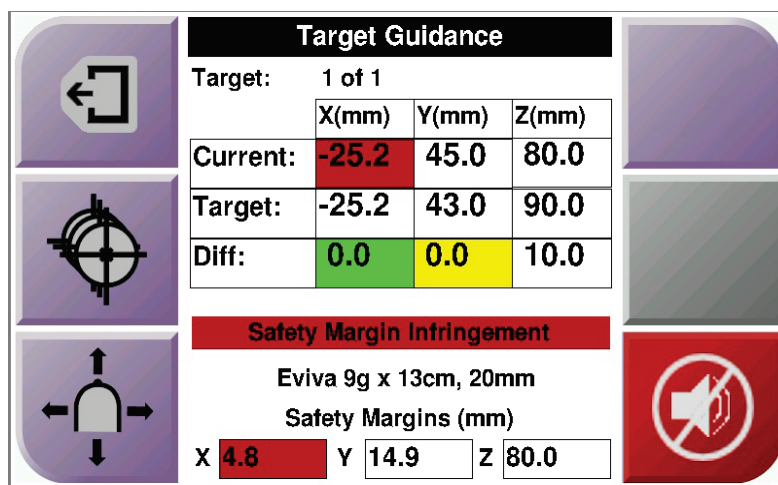 Target Guidance
Target: 1 of 1
X(mm) Y(mm) Z(mm)
Current: -25.2 45.0 80.0
Target: -25.2 43.0 90.0
Diff: 0.0 0.0 10.0
Safety Margin Infringement
Eviva 9g x 13cm, 20mm
Safety Margins (mm)
X 4.8 Y 14.9 Z 80.0